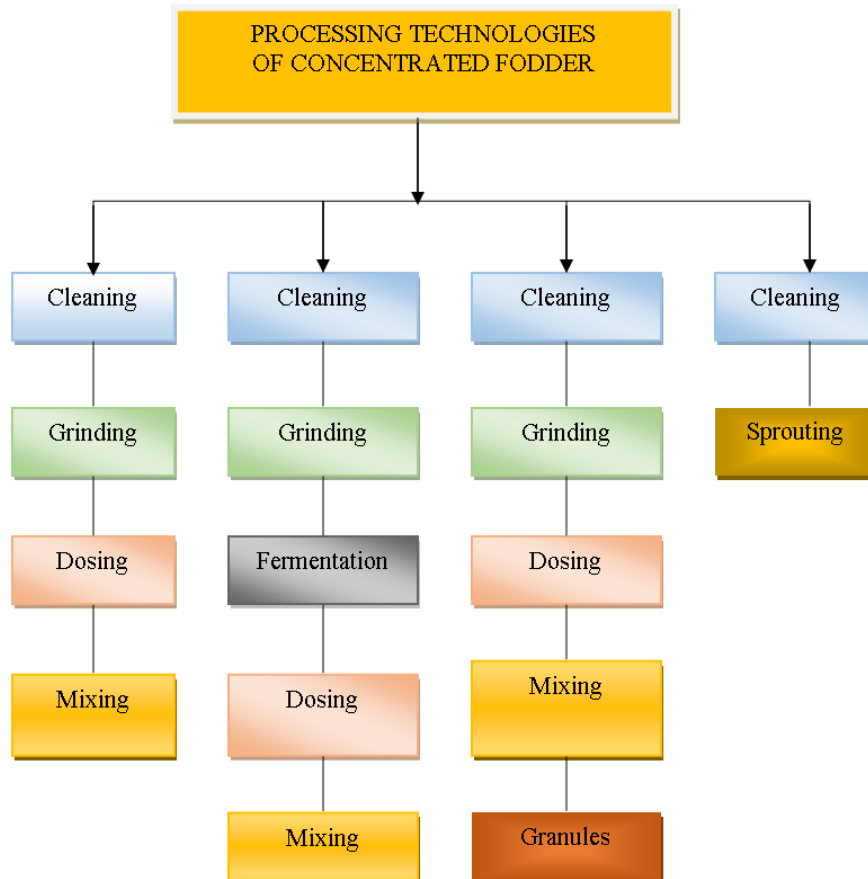 PROCESSING TECHNOLOGIES
OF CONCENTRATED FODDER
Cleaning
Cleaning
Cleaning
Cleaning
Grinding
Grinding
Grinding
Sprouting
Dosing
Fermentation
Dosing
Mixing
Dosing
Mixing
Mixing
Granules